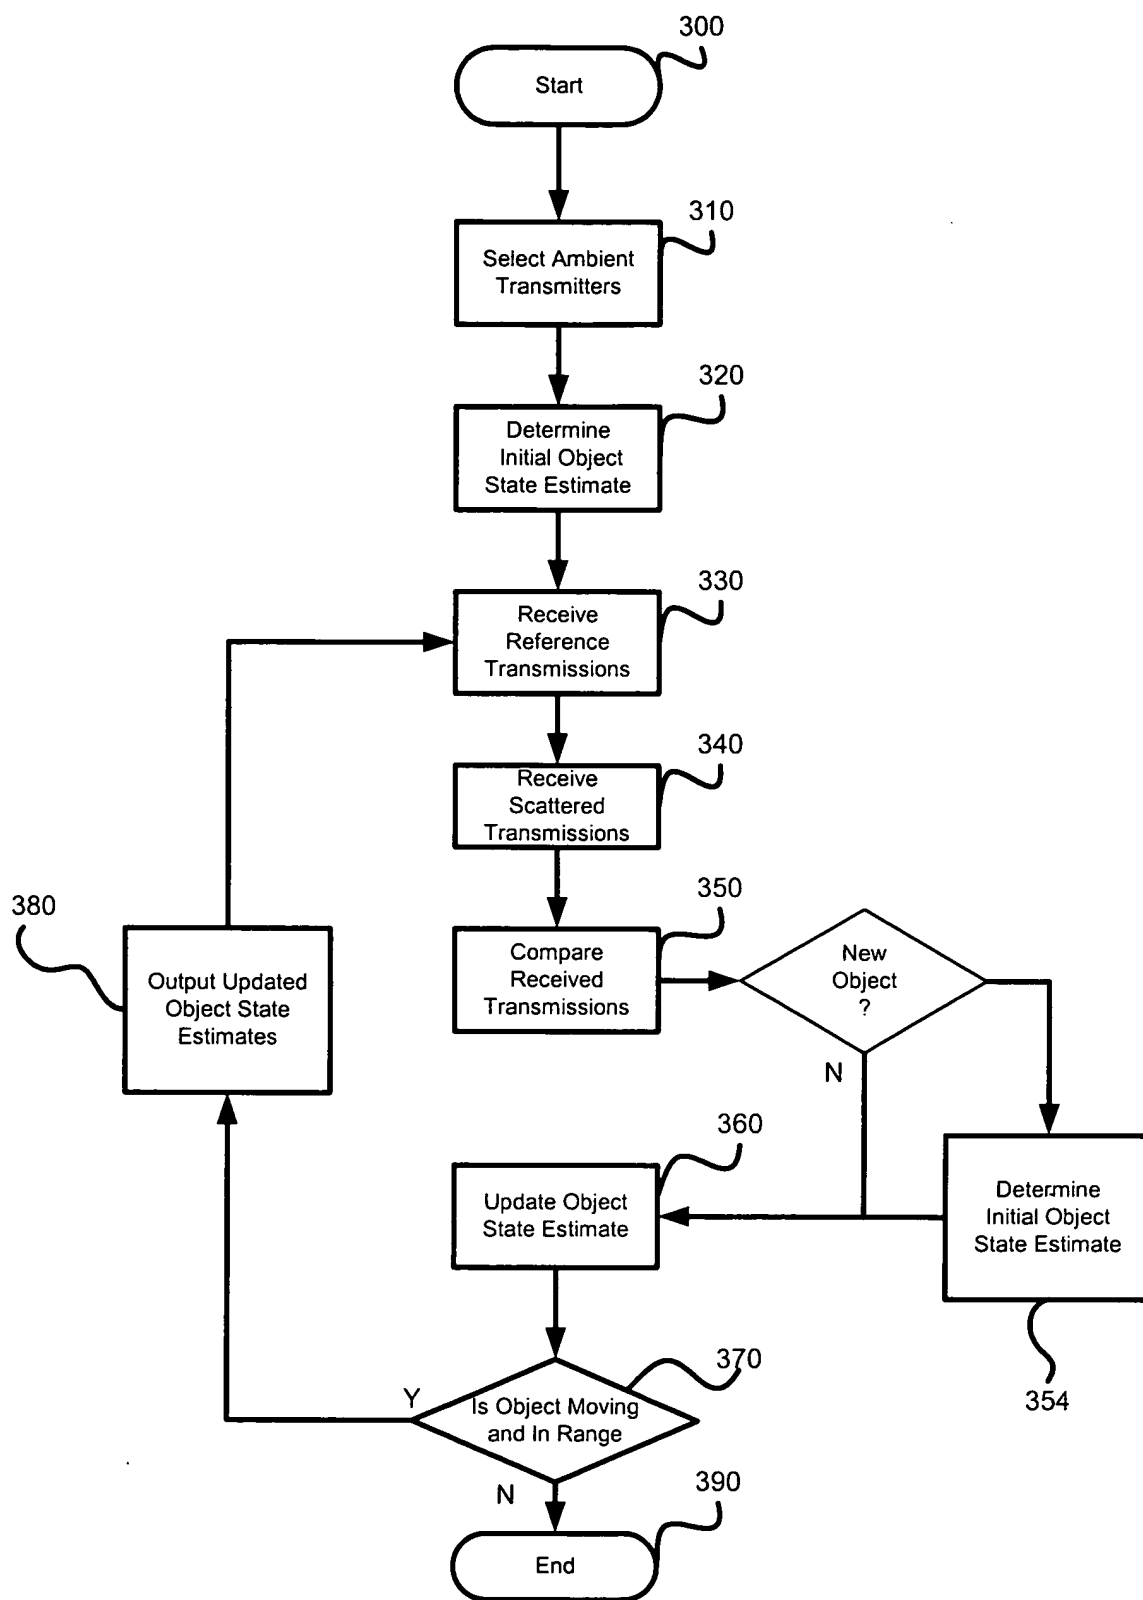 300
Start
310
Select Ambient
Transmitters
320
Determine
Initial Object
State Estimate
330
Receive
Reference
Transmissions
340
Receive
Scattered
Transmissions
350
Compare
Received
Transmissions
New
Object
?
N
380
Output Updated
Object State
Estimates
360
Update Object
State Estimate
Determine
Initial Object
State Estimate
354
370
Y
Is Object Moving
and In Range
N
390
End